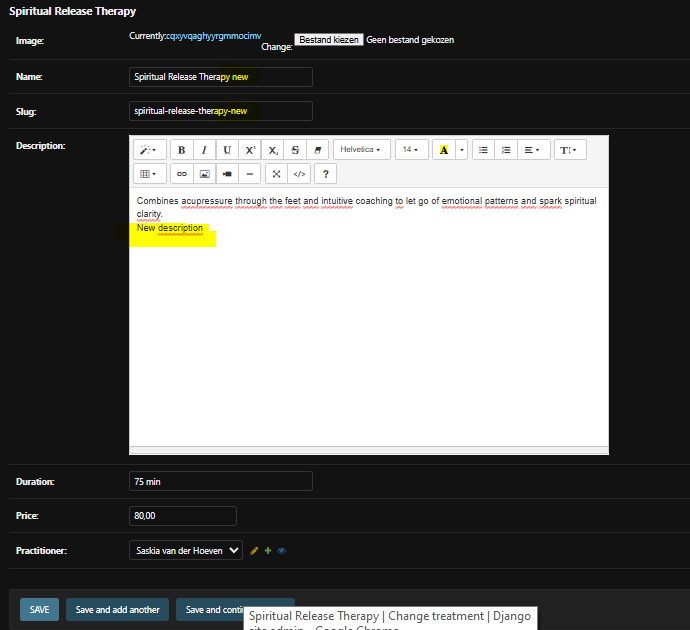 Spiritual Release Therapy
Image:
Currently:cqxyvqaghyyrgmmocimv
Change: Bestand kiezen Geen bestand gekozen
Name: Spiritual Release Therapy new
Slug: spiritual-release-therapy-new
Description:
B I U X² X₂ S Helvetica 14 A T
</> ?
Combines acupressure through the feet and intuitive coaching to let go of emotional patterns and spark spiritual
clarity.
New description
Duration: 75 min
Price: 80,00
Practitioner: Saskia van der Hoeven
SAVE Save and add another Save and
Spiritual Release Therapy | Change treatment | Django
site admin - Google Chrome